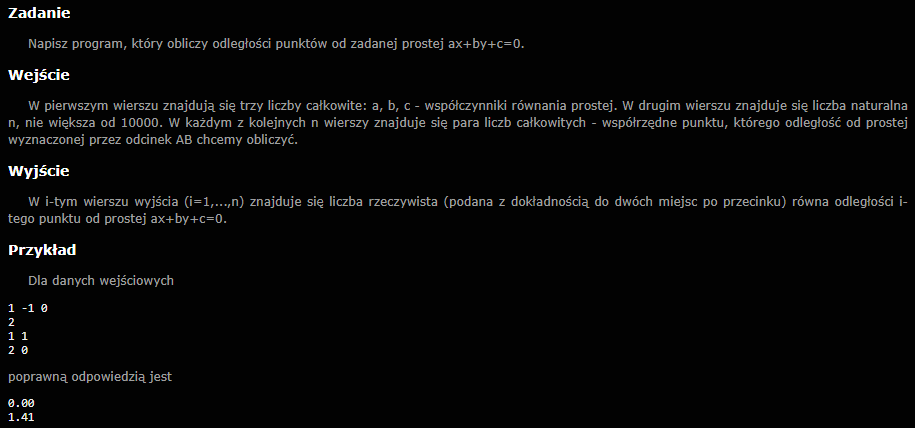 Zadanie
Napisz program, który obliczy odległości punktów od zadanej prostej ax+by+c=0.
Wejście
W pierwszym wierszu znajdują się trzy liczby całkowite: a, b, c - współczynniki równania prostej. W drugim wierszu znajduje się liczba naturalna
n, nie większa od 10000. W każdym z kolejnych n wierszy znajduje się para liczb całkowitych - współrzędne punktu, którego odległość od prostej
wyznaczonej przez odcinek AB chcemy obliczyć.
Wyjście
W i-tym wierszu wyjścia (i=1,...,n) znajduje się liczba rzeczywista (podana z dokładnością do dwóch miejsc po przecinku) równa odległości i-
tego punktu od prostej ax+by+c=0.
Przykład
Dla danych wejściowych
1 -1 0
2
1 1
2 0
poprawną odpowiedzią jest
0.00
1.41